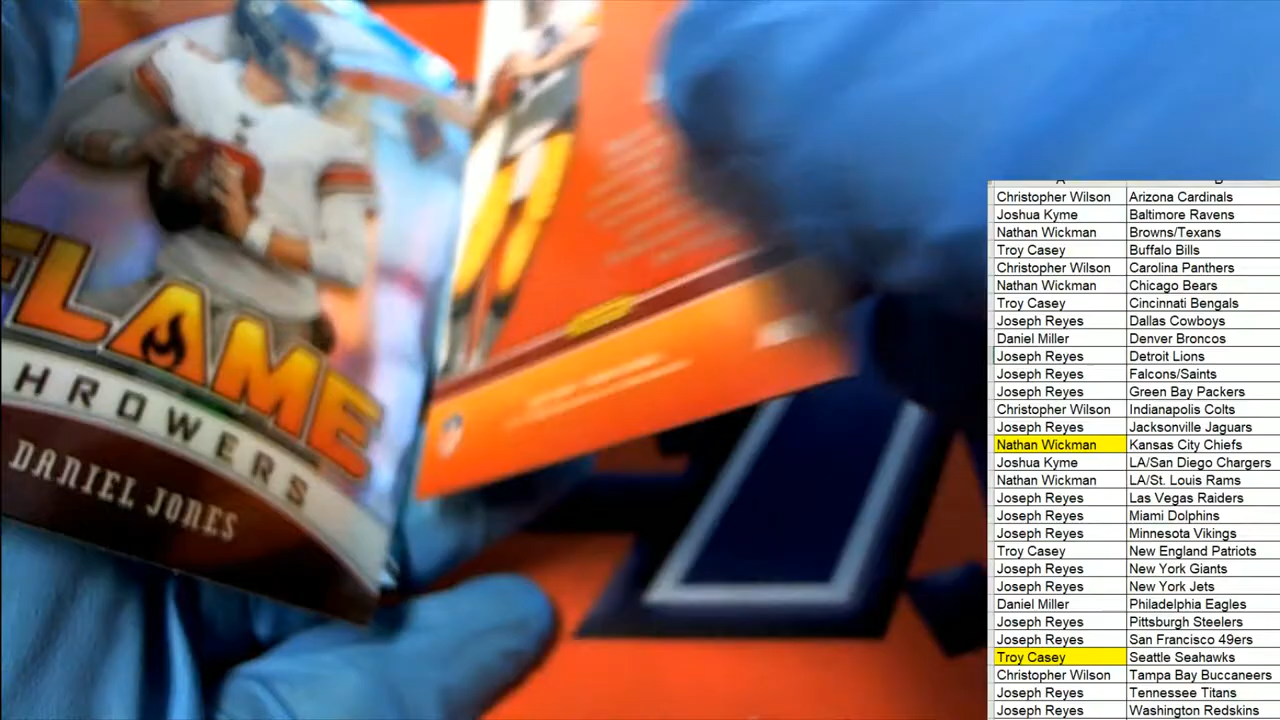 FLAME
THROWERS
DANIEL JONES
Christopher Wilson Arizona Cardinals
Joshua Kyme Baltimore Ravens
Nathan Wickman Browns/Texans
Troy Casey Buffalo Bills
Christopher Wilson Carolina Panthers
Nathan Wickman Chicago Bears
Troy Casey Cincinnati Bengals
Joseph Reyes Dallas Cowboys
Daniel Miller Denver Broncos
Joseph Reyes Detroit Lions
Joseph Reyes Falcons/Saints
Joseph Reyes Green Bay Packers
Christopher Wilson Indianapolis Colts
Joseph Reyes Jacksonville Jaguars
Nathan Wickman Kansas City Chiefs
Joshua Kyme LA/San Diego Chargers
Nathan Wickman LA/St. Louis Rams
Joseph Reyes Las Vegas Raiders
Joseph Reyes Miami Dolphins
Joseph Reyes Minnesota Vikings
Troy Casey New England Patriots
Joseph Reyes New York Giants
Joseph Reyes New York Jets
Daniel Miller Philadelphia Eagles
Joseph Reyes Pittsburgh Steelers
Joseph Reyes San Francisco 49ers
Troy Casey Seattle Seahawks
Christopher Wilson Tampa Bay Buccaneers
Joseph Reyes Tennessee Titans
Joseph Reyes Washington Redskins